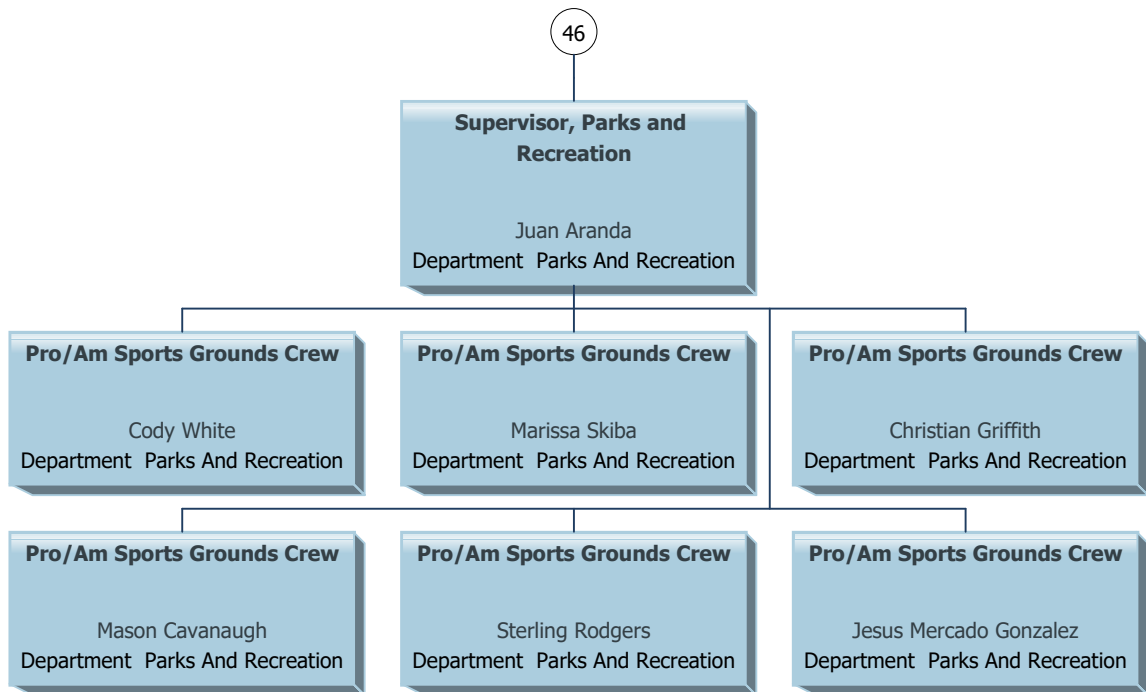 46
Supervisor, Parks and
Recreation
Juan Aranda
Department  Parks And Recreation
Pro/Am Sports Grounds Crew
Cody White
Department  Parks And Recreation
Pro/Am Sports Grounds Crew
Marissa Skiba
Department  Parks And Recreation
Pro/Am Sports Grounds Crew
Christian Griffith
Department  Parks And Recreation
Pro/Am Sports Grounds Crew
Mason Cavanaugh
Department  Parks And Recreation
Pro/Am Sports Grounds Crew
Sterling Rodgers
Department  Parks And Recreation
Pro/Am Sports Grounds Crew
Jesus Mercado Gonzalez
Department  Parks And Recreation